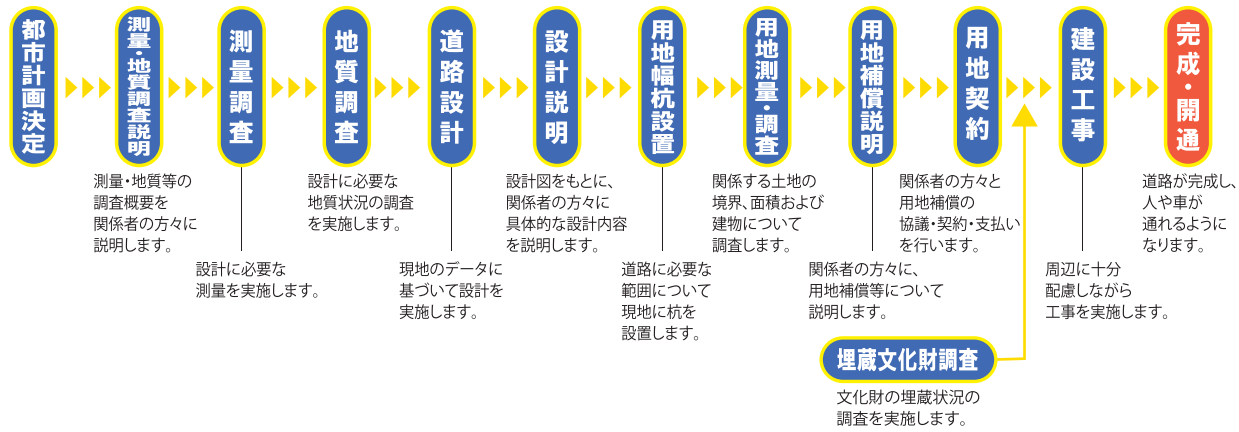 都市計画決定
測量・地質調査説明
測量・地質等の
調査概要を
関係者の方々に
説明します。
測量調査
設計に必要な
測量を実施します。
地質調査
設計に必要な
地質状況の調査
を実施します。
道路設計
現地のデータに
基づいて設計を
実施します。
設計説明
設計図をもとに、
関係者の方々に
具体的な設計内容
を説明します。
用地幅杭設置
道路に必要な
範囲について
現地に杭を
設置します。
用地測量・調査
関係する土地の
境界、面積および
建物について
調査します。
用地補償説明
関係者の方々に、
用地補償等について
説明します。
用地契約
関係者の方々と
用地補償の
協議・契約・支払い
を行います。
埋蔵文化財調査
文化財の埋蔵状況の
調査を実施します。
建設工事
周辺に十分
配慮しながら
工事を実施します。
完成・開通
道路が完成し、
人や車が
通れるように
なります。